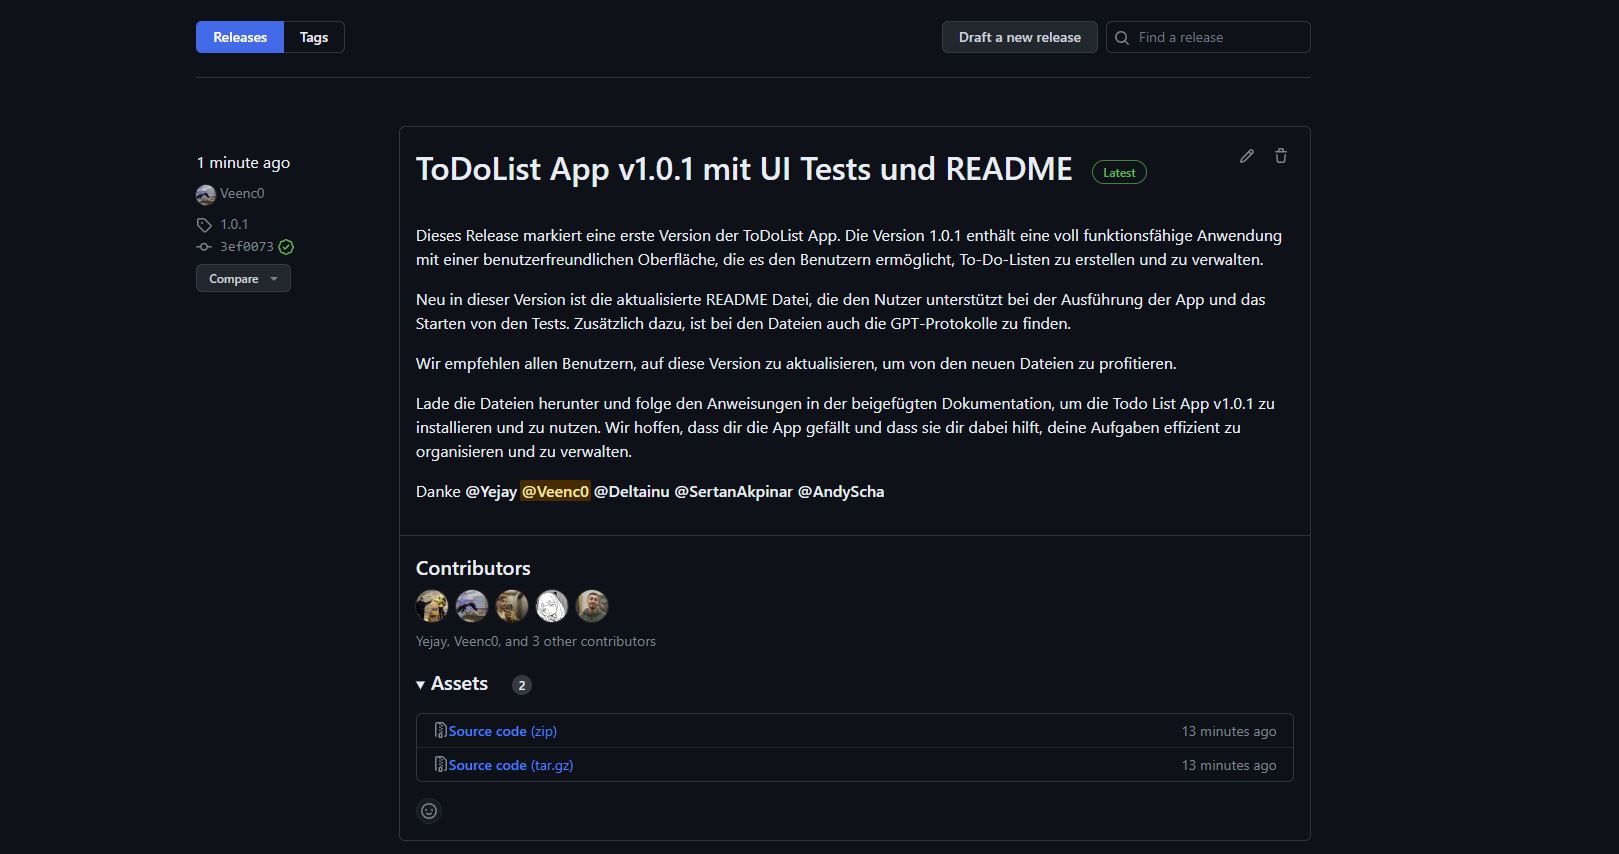 Releases
Tags
Draft a new release
Find a release
1 minute ago
Veenc0
1.0.1
3ef0073
Compare
ToDoList App v1.0.1 mit UI Tests und README
Latest
Dieses Release markiert eine erste Version der ToDoList App. Die Version 1.0.1 enthält eine voll funktionsfähige Anwendung
mit einer benutzerfreundlichen Oberfläche, die es den Benutzern ermöglicht, To-Do-Listen zu erstellen und zu verwalten.
Neu in dieser Version ist die aktualisierte README Datei, die den Nutzer unterstützt bei der Ausführung der App und das
Starten von den Tests. Zusätzlich dazu, ist bei den Dateien auch die GPT-Protokolle zu finden.
Wir empfehlen allen Benutzern, auf diese Version zu aktualisieren, um von den neuen Dateien zu profitieren.
Lade die Dateien herunter und folge den Anweisungen in der beigefügten Dokumentation, um die Todo List App v1.0.1 zu
installieren und zu nutzen. Wir hoffen, dass dir die App gefällt und dass sie dir dabei hilft, deine Aufgaben effizient zu
organisieren und zu verwalten.
Danke @Yejay @Veenc0 @Deltainu @SertanAkpinar @AndyScha
Contributors
Yejay, Veenc0, and 3 other contributors
Assets 2
Source code (zip) 13 minutes ago
Source code (tar.gz) 13 minutes ago